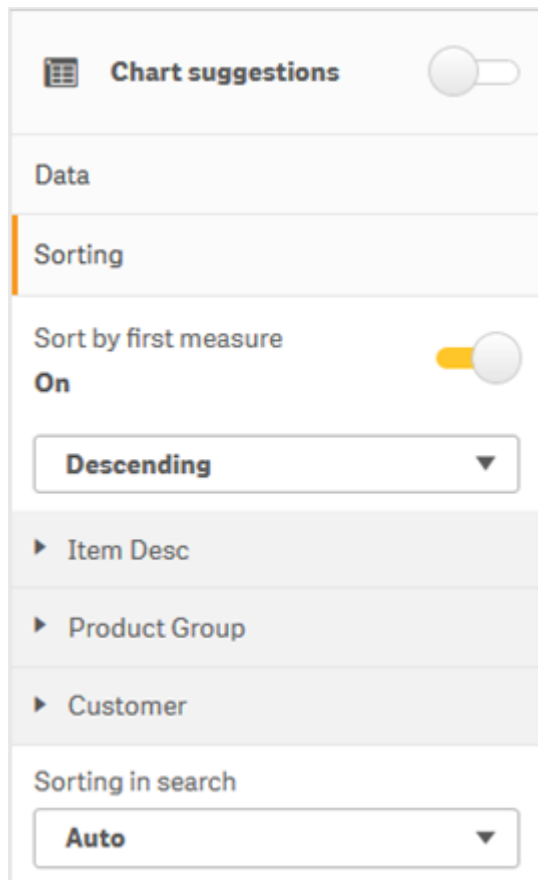 Chart suggestions
Data
Sorting
Sort by first measure
On
Descending
Item Desc
Product Group
Customer
Sorting in search
Auto